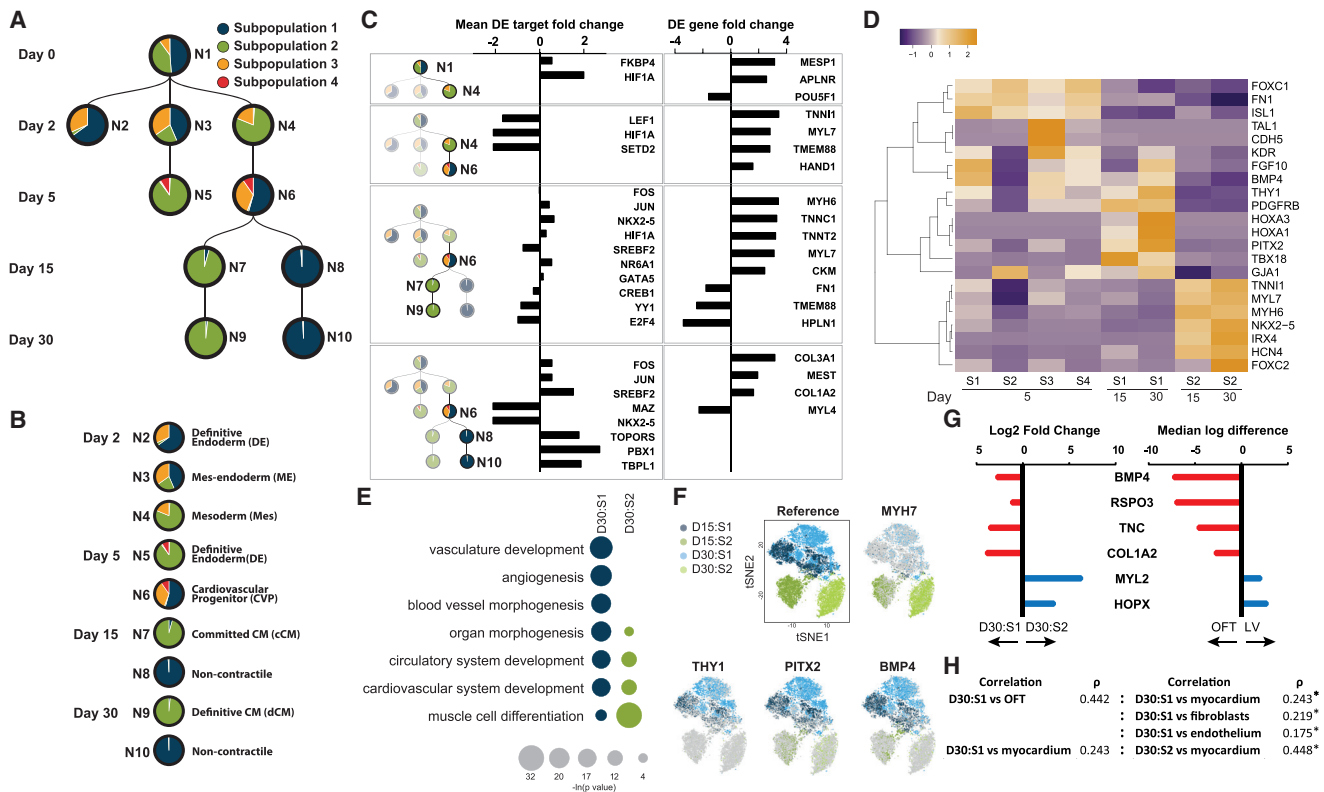 A
Subpopulation 1
Subpopulation 2
Subpopulation 3
Subpopulation 4
Day 0
N1
Day 2
N2
N3
N4
Day 5
N5
N6
Day 15
N7
N8
Day 30
N9
N10
B
Day 2 N2 Definitive Endoderm (DE)
N3 Mes-endoderm (ME)
N4 Mesoderm (Mes)
Day 5 N5 Definitive Endoderm(DE)
N6 Cardiovascular Progenitor (CVP)
Day 15 N7 Committed CM (cCM)
N8 Non-contractile
Day 30 N9 Definitive CM (dCM)
N10 Non-contractile
C
Mean DE target fold change
DE gene fold change
-2 0 2
-4 0 4
N1
N4
FKBP4
HIF1A
MESP1
APLNR
POU5F1
N4
N6
LEF1
HIF1A
SETD2
TNNI1
MYL7
TMEM88
HAND1
N6
N7
N9
FOS
JUN
NKX2-5
HIF1A
SREBF2
NR6A1
GATA5
CREB1
YY1
E2F4
MYH6
TNNC1
TNNT2
MYL7
CKM
FN1
TMEM88
HPLN1
N6
N8
N10
FOS
JUN
SREBF2
MAZ
NKX2-5
TOPORS
PBX1
TBPL1
COL3A1
MEST
COL1A2
MYL4
D
-1 0 1 2
FOXC1
FN1
ISL1
TAL1
CDH5
KDR
FGF10
BMP4
THY1
PDGFRB
HOXA3
HOXA1
PITX2
TBX18
GJA1
TNNI1
MYL7
MYH6
NKX2-5
IRX4
HCN4
FOXC2
S1 S2 S3 S4 S1 S1 S2 S2
Day 5 15 30 15 30
E
D30:S1
D30:S2
vasculature development
angiogenesis
blood vessel morphogenesis
organ morphogenesis
circulatory system development
cardiovascular system development
muscle cell differentiation
32 20 17 12 4
-ln(p value)
F
D15:S1
D15:S2
D30:S1
D30:S2
Reference
MYH7
tSNE2
20
-20
-10 10
tSNE1
THY1
PITX2
BMP4
G
Log2 Fold Change
Median log difference
5 0 5
-10 -5 0 5
BMP4
RSPO3
TNC
COL1A2
MYL2
HOPX
D30:S1 D30:S2
OFT LV
H
Correlation ρ Correlation ρ
D30:S1 vs OFT 0.442 : D30:S1 vs myocardium 0.243*
: D30:S1 vs fibroblasts 0.219*
: D30:S1 vs endothelium 0.175*
D30:S1 vs myocardium 0.243 : D30:S2 vs myocardium 0.448*